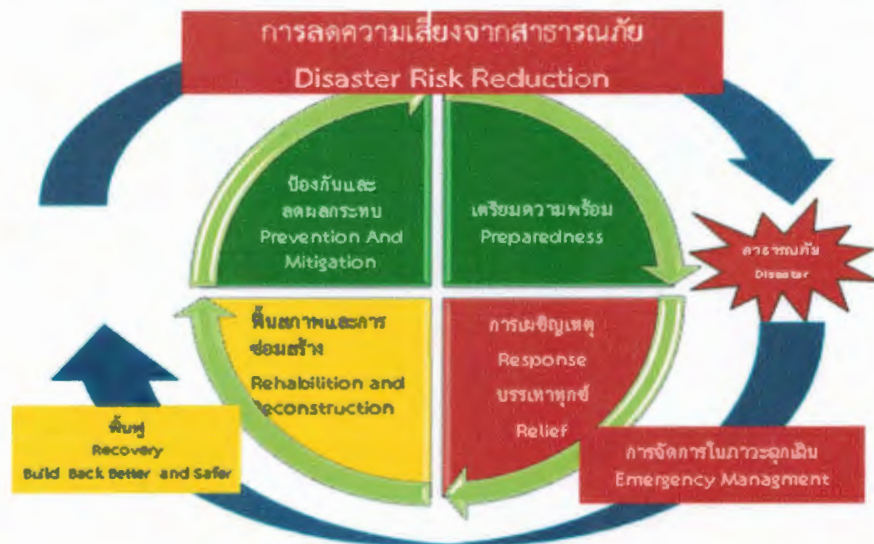 การลดความเสี่ยงจากสาธารณภัย
Disaster Risk Reduction
ป้องกันและ
ลดผลกระทบ
Prevention And
Mitigation
เตรียมความพร้อม
Preparedness
สาธารณภัย
Disaster
ฟื้นสภาพและการ
ซ่อมสร้าง
Rehabilition and
Reconstruction
การเผชิญเหตุ
Response
บรรเทาทุกข์
Relief
ฟื้นฟู
Recovery
Build Back Better and Safer
การจัดการในภาวะฉุกเฉิน
Emergency Managment